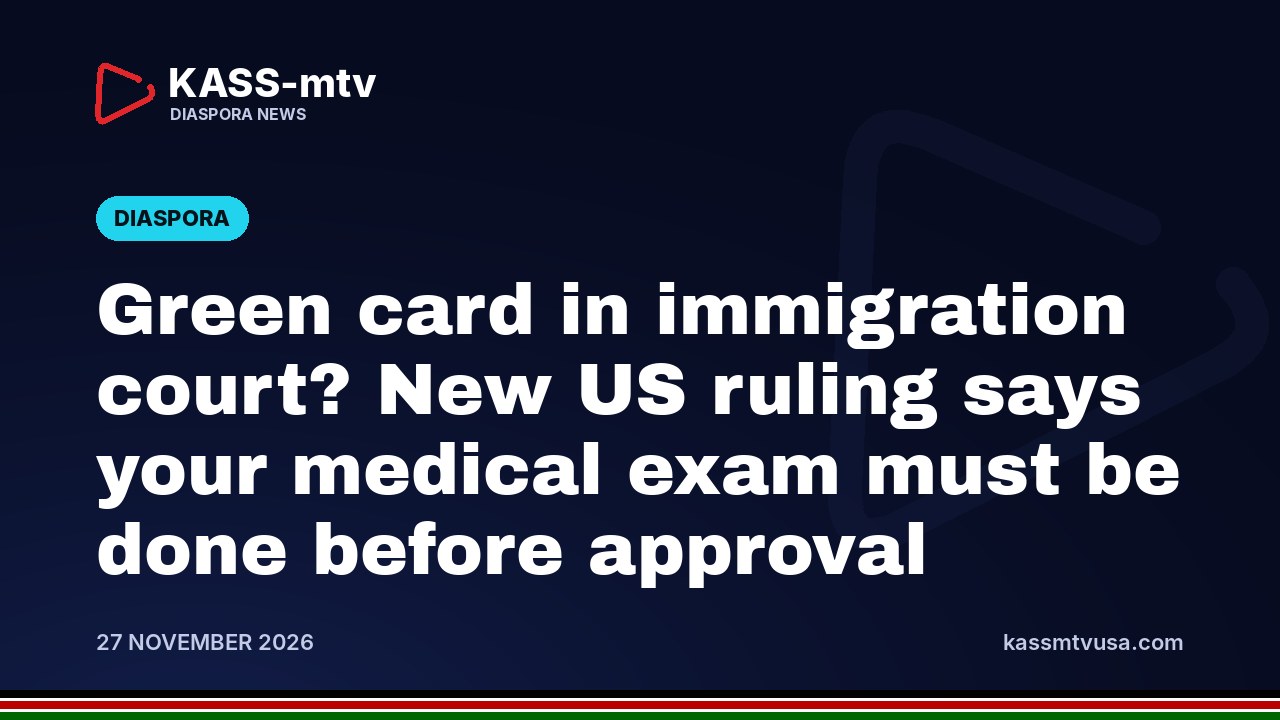 KASS-mtv
DIASPORA NEWS
DIASPORA
Green card in immigration
court? New US ruling says
your medical exam must be
done before approval
27 NOVEMBER 2026
kassmtvusa.com